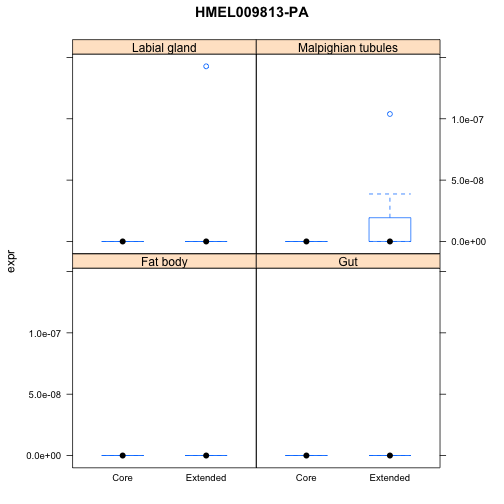 HMEL009813-PA
Labial gland
Malpighian tubules
1.0e-07
5.0e-08
0.0e+00
expr
Fat body
Gut
1.0e-07
5.0e-08
0.0e+00
Core
Extended
Core
Extended